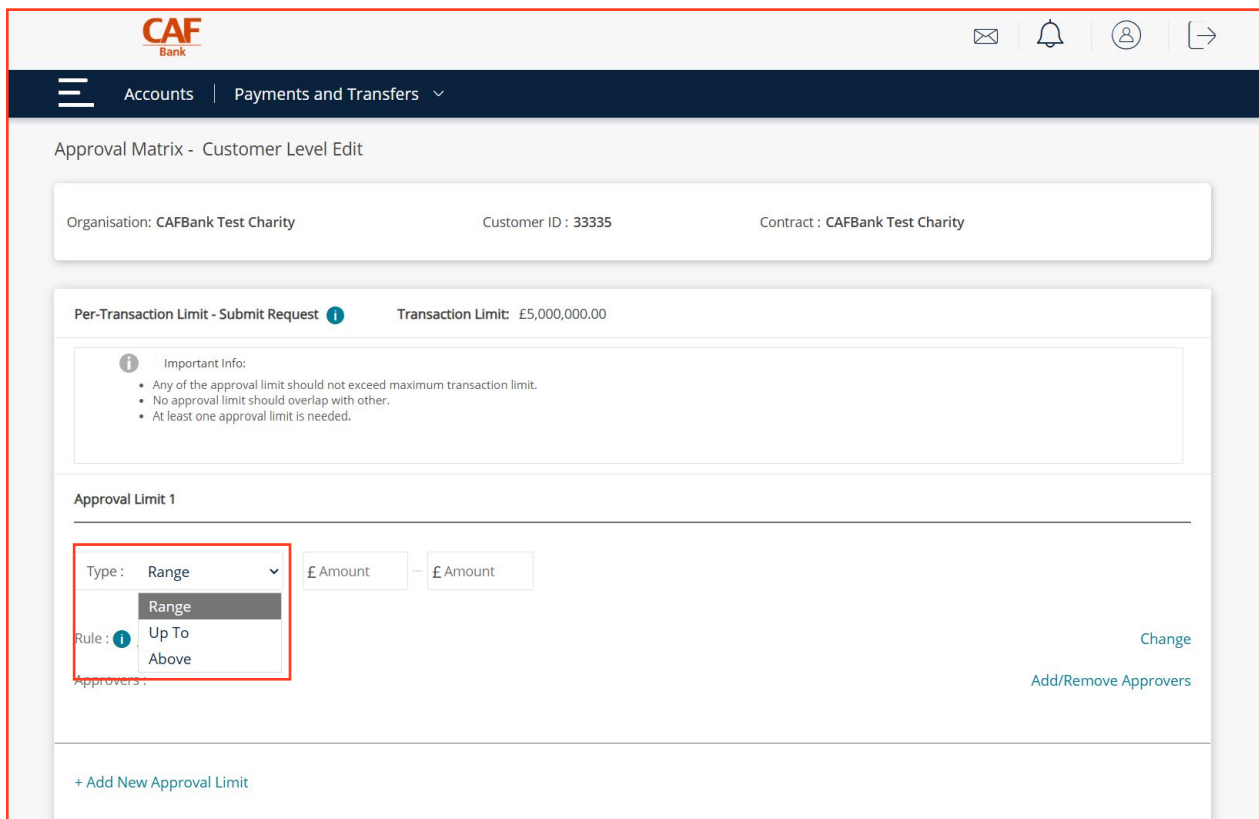 CAF
Bank
Accounts Payments and Transfers
Approval Matrix - Customer Level Edit
Organisation: CAFBank Test Charity Customer ID : 33335 Contract : CAFBank Test Charity
Per-Transaction Limit - Submit Request i Transaction Limit: £5,000,000.00
i Important Info:
• Any of the approval limit should not exceed maximum transaction limit.
• No approval limit should overlap with other.
• At least one approval limit is needed.
Approval Limit 1
Type : Range £ Amount — £ Amount
Range
Rule : i Up To Change
Above
Approvers : Add/Remove Approvers
+ Add New Approval Limit